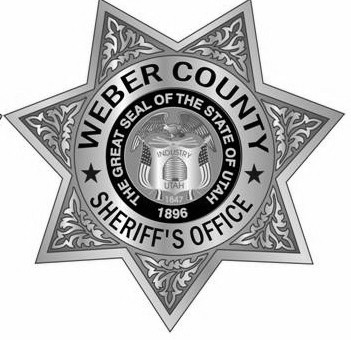 WEBER COUNTY
THE GREAT SEAL OF THE STATE OF UTAH
INDUSTRY
UTAH
1847
1896
SHERIFF'S OFFICE